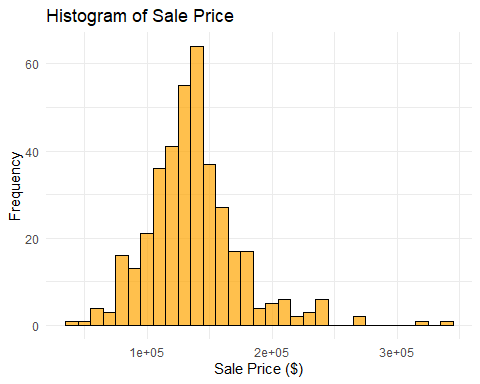 Histogram of Sale Price
Frequency
60
40
20
0
1e+05 2e+05 3e+05
Sale Price ($)